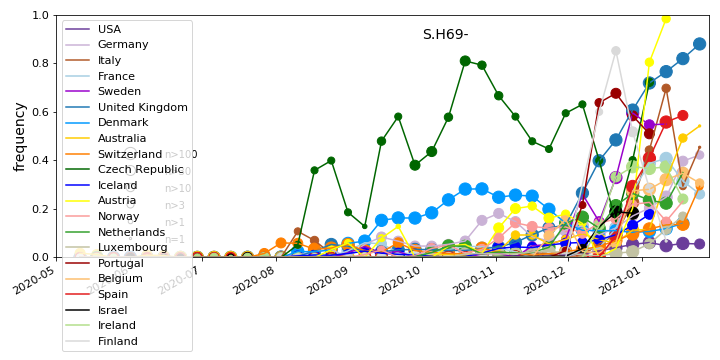 S.H69-
frequency
1.0
0.8
0.6
0.4
0.2
0.0
USA
Germany
Italy
France
Sweden
United Kingdom
Denmark
Australia
Switzerland
Czech Republic
Iceland
Austria
Norway
Netherlands
Luxembourg
Portugal
Belgium
Spain
Israel
Ireland
Finland
n>10
n>3
n>1
n=1
2020-05
2020-06
2020-07
2020-08
2020-09
2020-10
2020-11
2020-12
2021-01